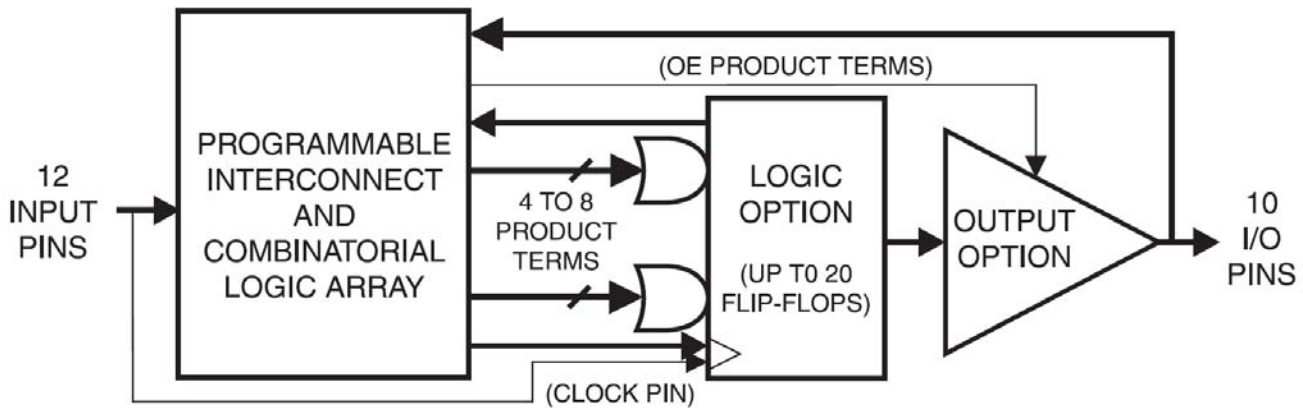 12
INPUT
PINS
PROGRAMMABLE
INTERCONNECT
AND
COMBINATORIAL
LOGIC ARRAY
(OE PRODUCT TERMS)
4 TO 8
PRODUCT
TERMS
LOGIC
OPTION
(UP T0 20
FLIP-FLOPS)
(CLOCK PIN)
OUTPUT
OPTION
10
I/O
PINS